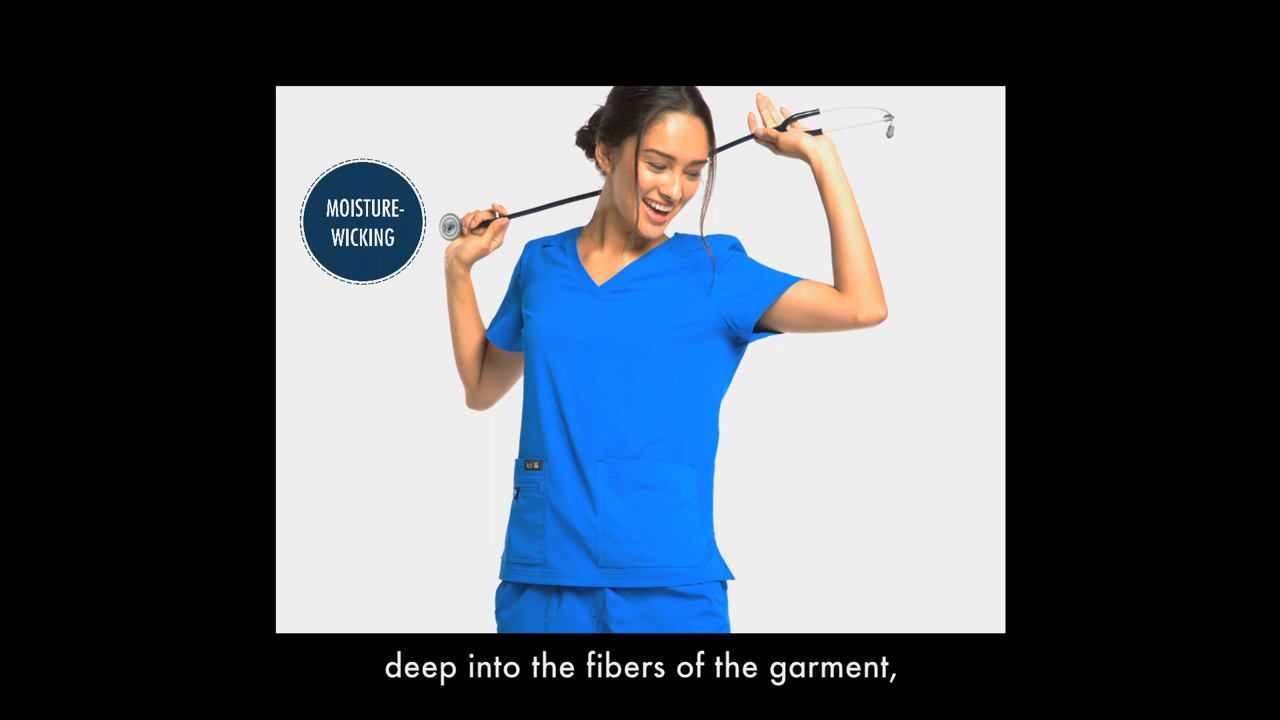 MOISTURE-
WICKING
deep into the fibers of the garment,